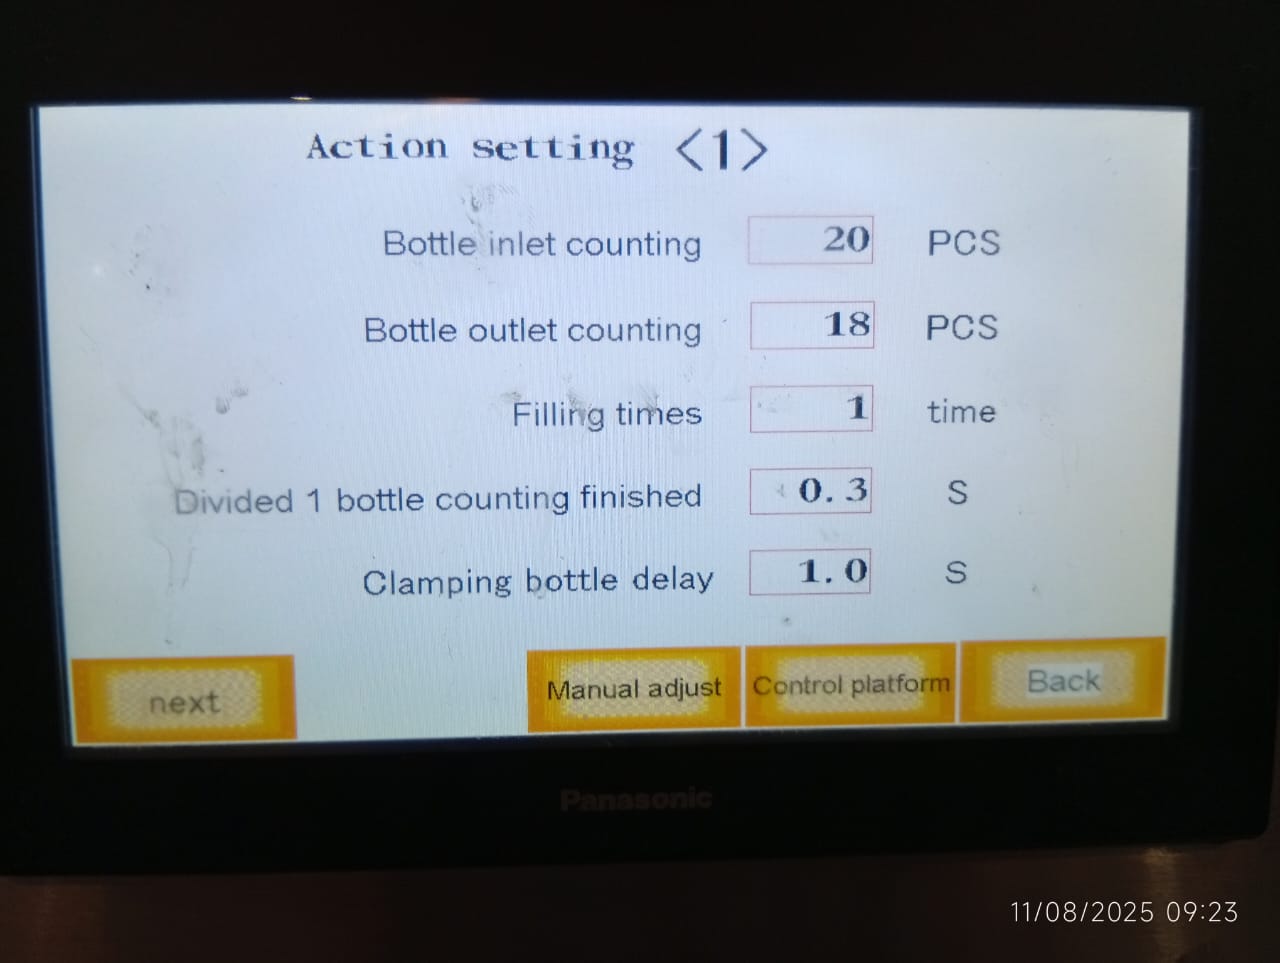 Action setting <1>
Bottle inlet counting 20 PCS
Bottle outlet counting 18 PCS
Filling times 1 time
Divided 1 bottle counting finished 0.3 S
Clamping bottle delay 1.0 S
next Manual adjust Control platform Back
Panasonic
11/08/2025 09:23